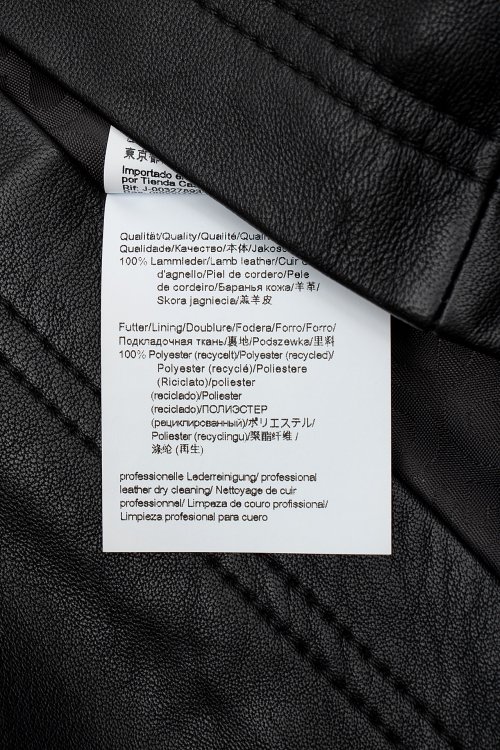 東京都
Importado
por Tienda
Rif: J-00327893
Qualität/Quality/Qualité/
Qualidade/Качество/本体/
100% Lammleder/Lamb leather/Cuir
d'agnello/Piel de cordero/Pele
de cordeiro/Баранья кожа/羊革/
Skora jagniecia/羔羊皮
Futter/Lining/Doublure/Fodera/Forro/Forro/
Подкладочная ткань/裏地/Podszewka/里料
100% Polyester (recycelt)/Polyester (recycled)/
Polyester (recyclé)/Poliestere
(Riciclato)/poliester
(reciclado)/Poliester
(reciclado)/ПОЛИЭСТЕР
(рециклированный)/ポリエステル/
Poliester (recyclingu)/聚酯纤维/
涤纶 (再生)
professionelle Lederreinigung/ professional
leather dry cleaning/ Nettoyage de cuir
professionnel/ Limpeza de couro profissional/
Limpieza profesional para cuero